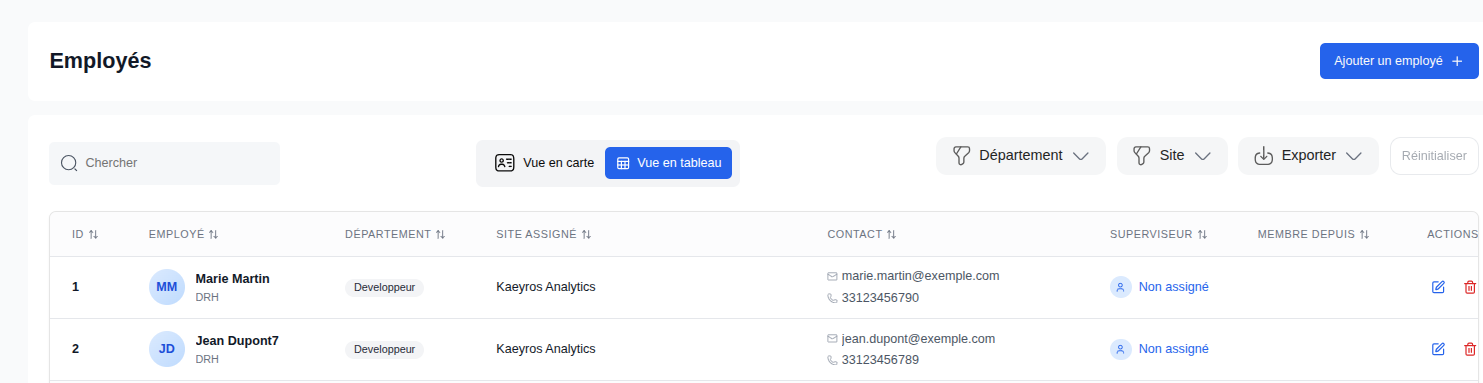 Employés
Ajouter un employé
Chercher
Vue en carte
Vue en tableau
Département
Site
Exporter
Réinitialiser
ID
EMPLOYÉ
DÉPARTEMENT
SITE ASSIGNÉ
CONTACT
SUPERVISEUR
MEMBRE DEPUIS
ACTIONS
1
MM
Marie Martin
DRH
Developpeur
Kaeyros Analytics
marie.martin@exemple.com
33123456790
Non assigné
2
JD
Jean Dupont7
DRH
Developpeur
Kaeyros Analytics
jean.dupont@exemple.com
33123456789
Non assigné